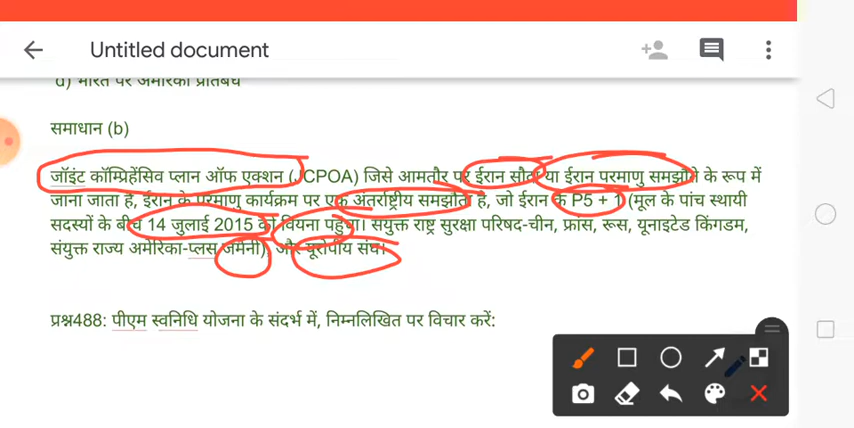 Untitled document
d) भारत पर अमेरिकी प्रतिबंध
समाधान (b)
जॉइंट कॉम्प्रिहेंसिव प्लान ऑफ एक्शन (JCPOA) जिसे आमतौर पर ईरान सौदा या ईरान परमाणु समझौते के रूप में
जाना जाता है, ईरान के परमाणु कार्यक्रम पर एक अंतर्राष्ट्रीय समझौता है, जो ईरान के P5 + 1 (मूल के पांच स्थायी
सदस्यों के बीच 14 जुलाई 2015 को वियना पहुंचा। संयुक्त राष्ट्र सुरक्षा परिषद-चीन, फ्रांस, रूस, यूनाइटेड किंगडम,
संयुक्त राज्य अमेरिका-प्लस जर्मनी), और यूरोपीय संघ।
प्रश्न488: पीएम स्वनिधि योजना के संदर्भ में, निम्नलिखित पर विचार करें: